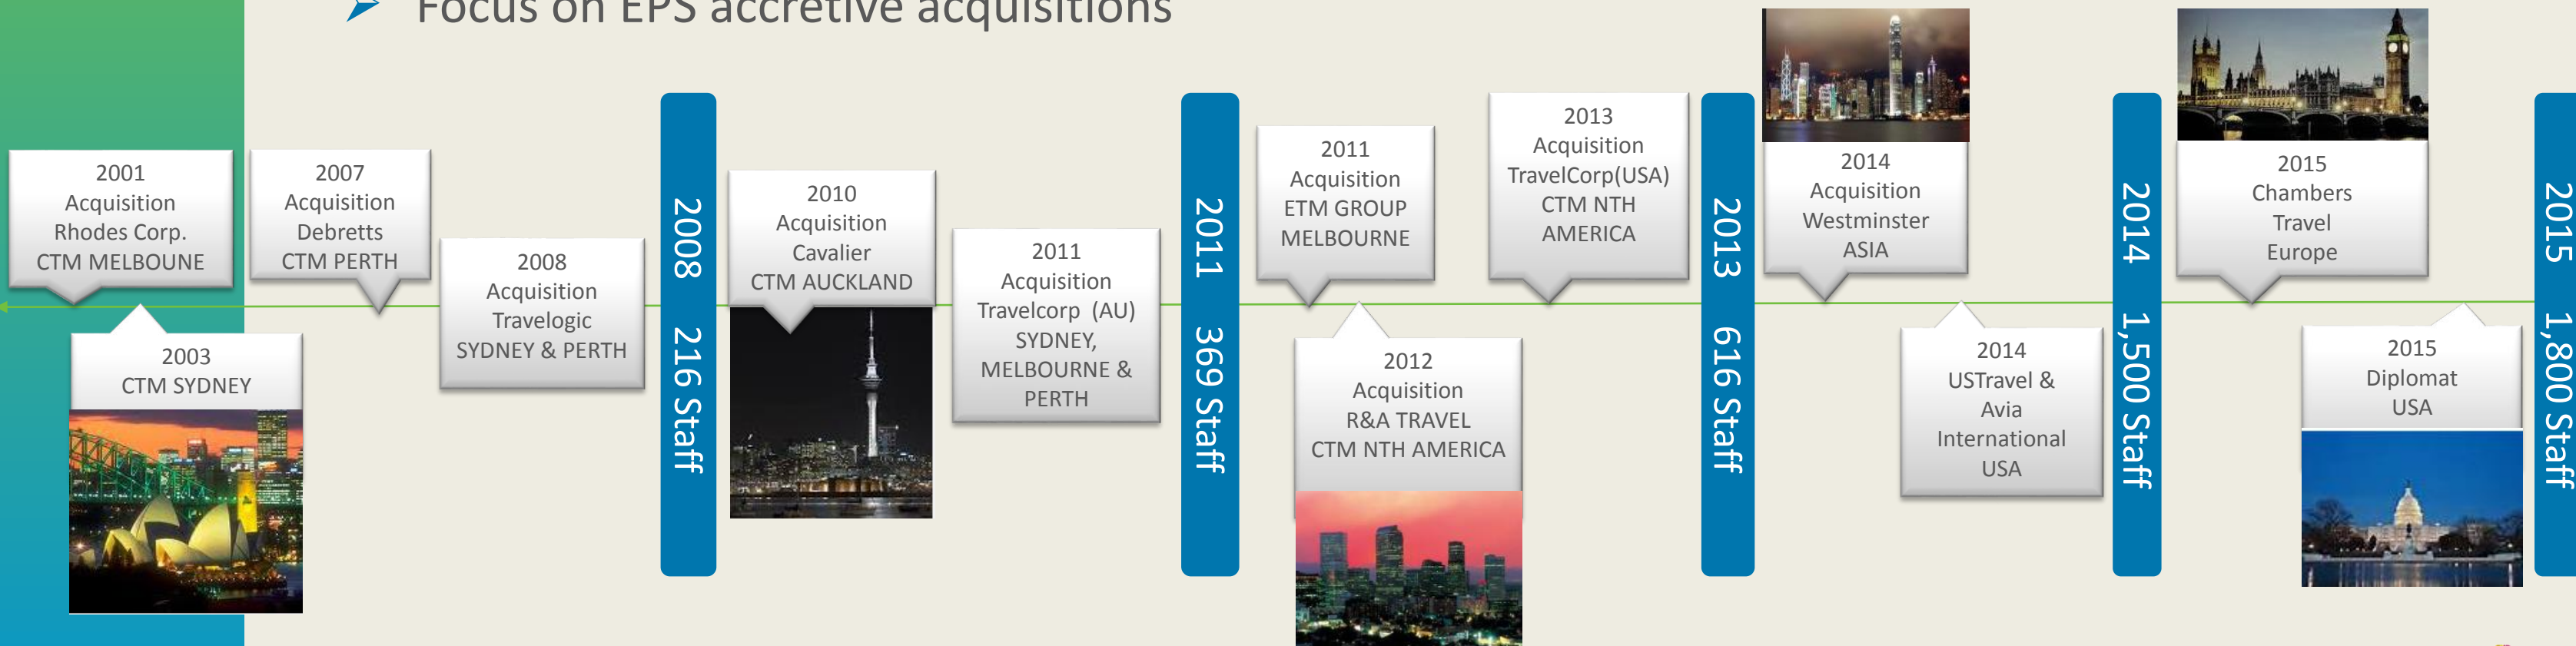 Focus on EPS accretive acquisitions
2001
Acquisition
Rhodes Corp.
CTM MELBOUNE
2003
CTM SYDNEY
2007
Acquisition
Debretts
CTM PERTH
2008
Acquisition
Travelogic
SYDNEY & PERTH
2008 216 Staff
2010
Acquisition
Cavalier
CTM AUCKLAND
2011
Acquisition
Travelcorp (AU)
SYDNEY,
MELBOURNE &
PERTH
2011 369 Staff
2011
Acquisition
ETM GROUP
MELBOURNE
2012
Acquisition
R&A TRAVEL
CTM NTH AMERICA
2013
Acquisition
TravelCorp(USA)
CTM NTH
AMERICA
2013 616 Staff
2014
Acquisition
Westminster
ASIA
2014
USTravel &
Avia
International
USA
2014 1,500 Staff
2015
Chambers
Travel
Europe
2015
Diplomat
USA
2015 1,800 Staff